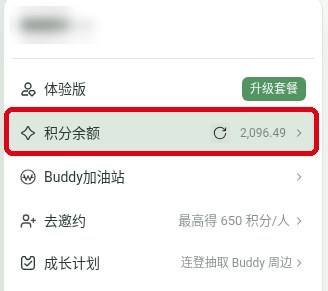 体验版 升级套餐
积分余额 2,096.49
Buddy加油站
去邀约 最高得 650 积分/人
成长计划 连登抽取 Buddy 周边